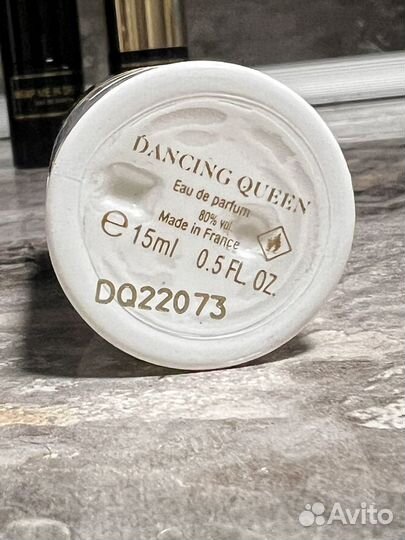 DANCING QUEEN
Eau de parfum
80% vol.
Made in France
℮ 15ml 0.5 FL. OZ.
DQ22073
Avito